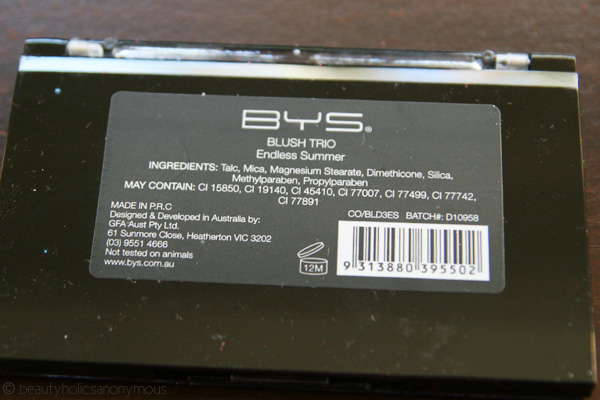 BYS®
BLUSH TRIO
Endless Summer
INGREDIENTS: Talc, Mica, Magnesium Stearate, Dimethicone, Silica,
Methylparaben, Propylparaben
MAY CONTAIN: CI 15850, CI 19140, CI 45410, CI 77007, CI 77499, CI 77742,
CI 77891
MADE IN P.R.C
Designed & Developed in Australia by:
GFA Aust Pty Ltd.
61 Sunmore Close, Heatherton VIC 3202
(03) 9551 4666
Not tested on animals
www.bys.com.au
CO/BLD3ES BATCH#: D10958
12M
9 313880 395502
© beautyholicsanonymous